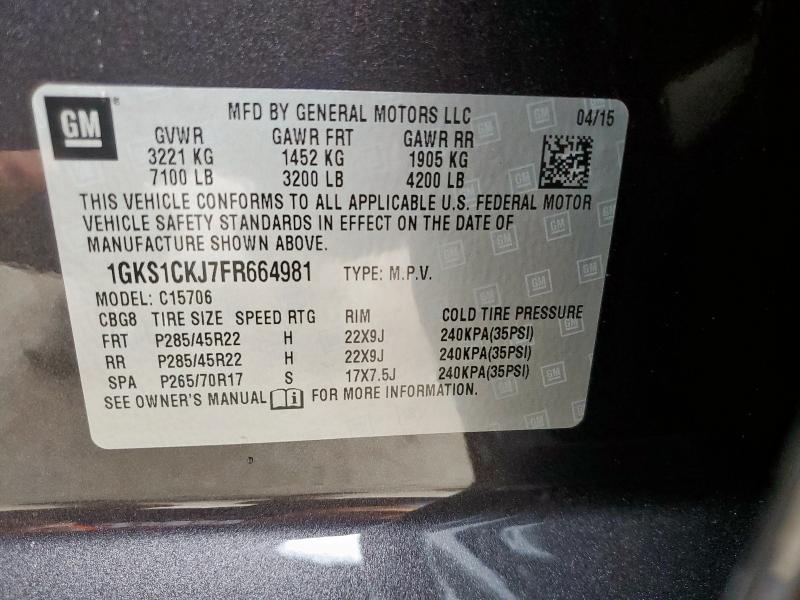 GM ®
MFD BY GENERAL MOTORS LLC 04/15
GVWR GAWR FRT GAWR RR
3221 KG 1452 KG 1905 KG
7100 LB 3200 LB 4200 LB
THIS VEHICLE CONFORMS TO ALL APPLICABLE U.S. FEDERAL MOTOR
VEHICLE SAFETY STANDARDS IN EFFECT ON THE DATE OF
MANUFACTURE SHOWN ABOVE.
1GKS1CKJ7FR664981 TYPE: M.P.V.
MODEL: C15706
CBG8 TIRE SIZE SPEED RTG RIM COLD TIRE PRESSURE
FRT P285/45R22 H 22X9J 240KPA(35PSI)
RR P285/45R22 H 22X9J 240KPA(35PSI)
SPA P265/70R17 S 17X7.5J 240KPA(35PSI)
SEE OWNER'S MANUAL i FOR MORE INFORMATION.